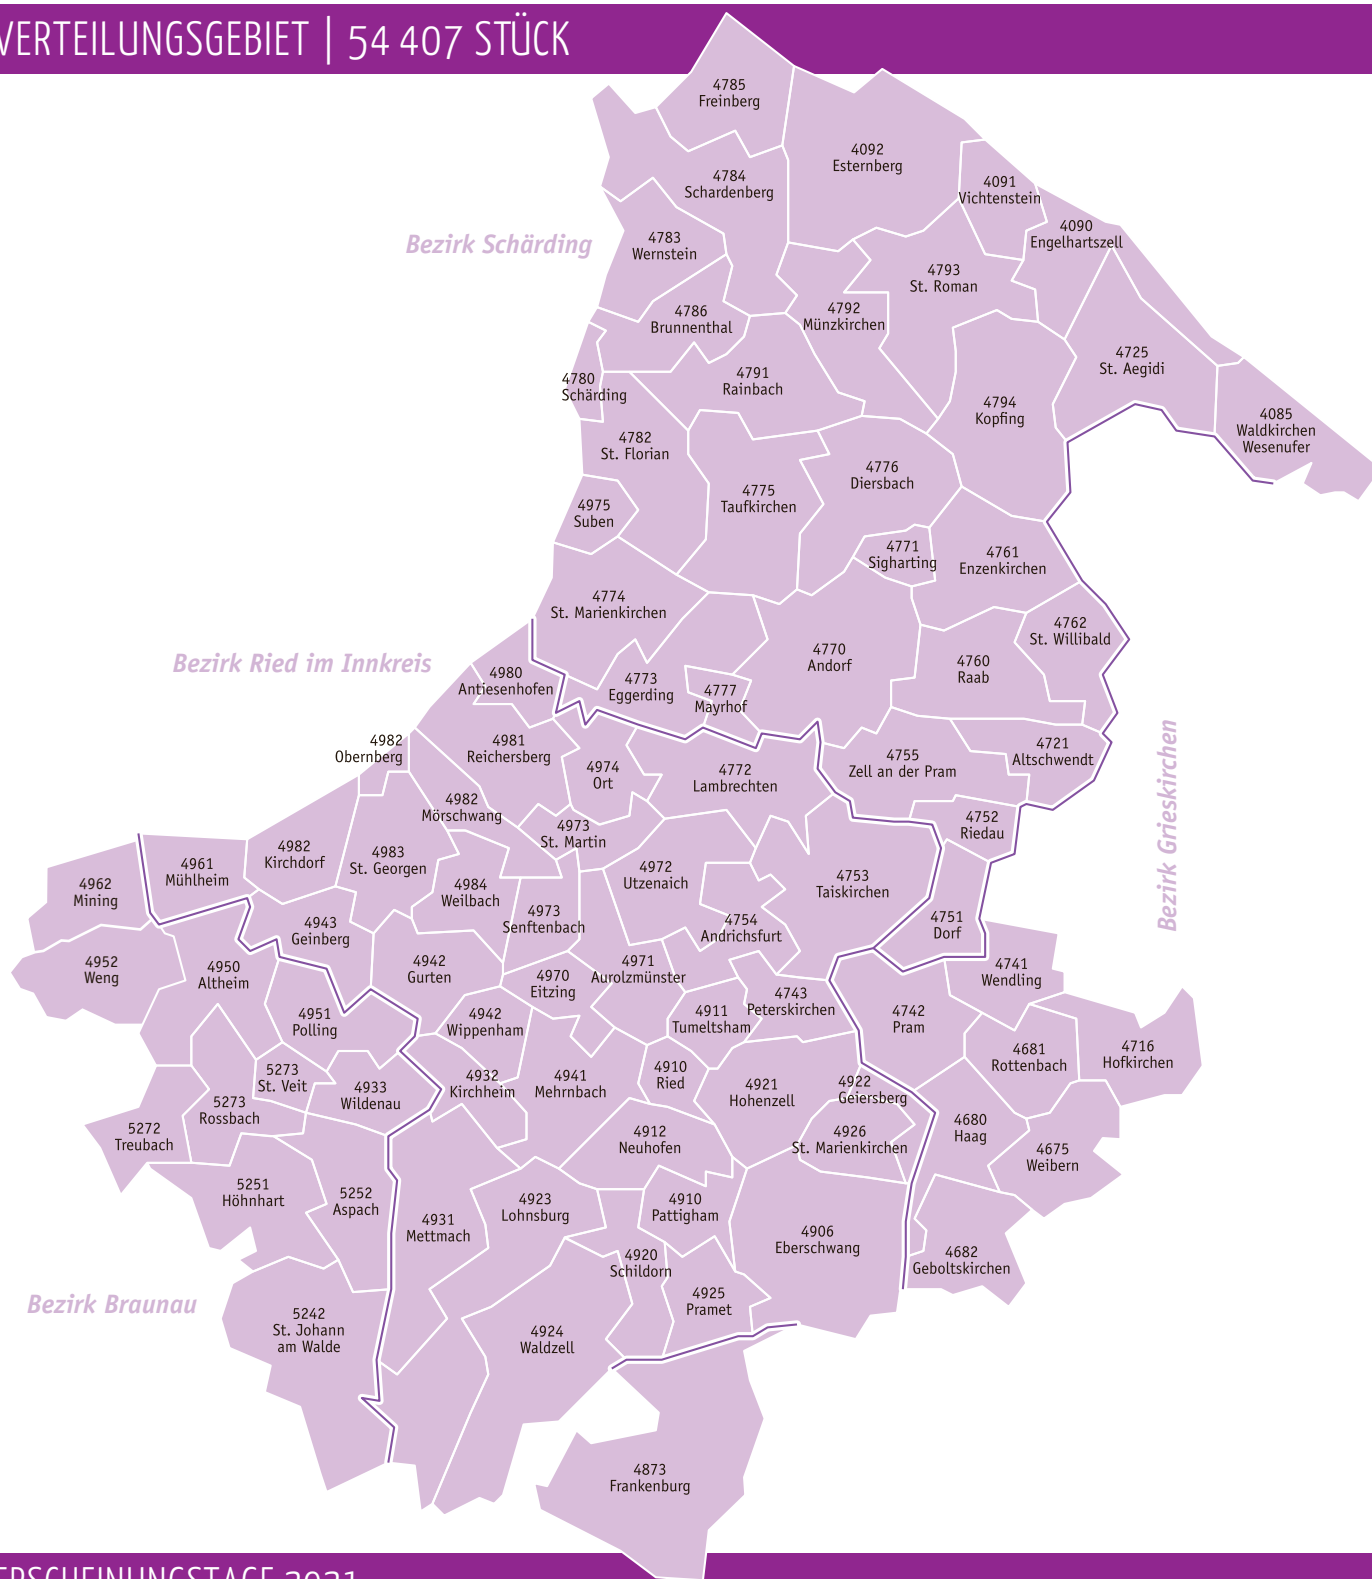 VERTEILUNGSGEBIET | 54 407 STÜCK
4785
Freinberg
4092
Esternberg
4784
Schardenberg
4091
Vichtenstein
4090
Engelhartszell
Bezirk Schärding
4783
Wernstein
4793
St. Roman
4786
Brunnenthal
4792
Münzkirchen
4725
St. Aegidi
4780
Schärding
4791
Rainbach
4794
Kopfing
4085
Waldkirchen
Wesenufer
4782
St. Florian
4776
Diersbach
4775
Taufkirchen
4975
Suben
4771
Sigharting
4761
Enzenkirchen
4774
St. Marienkirchen
4762
St. Willibald
Bezirk Ried im Innkreis
4770
Andorf
4760
Raab
4980
Antiesenhofen
4773
Eggerding
4777
Mayrhof
4982
Obernberg
4981
Reichersberg
4974
Ort
4772
Lambrechten
4755
Zell an der Pram
4721
Altschwendt
Bezirk Grieskirchen
4982
Mörschwang
4973
St. Martin
4752
Riedau
4982
Kirchdorf
4961
Mühlheim
4983
St. Georgen
4962
Mining
4984
Weilbach
4972
Utzenaich
4753
Taiskirchen
4943
Geinberg
4973
Senftenbach
4754
Andrichsfurt
4751
Dorf
4952
Weng
4950
Altheim
4942
Gurten
4970
Eitzing
4971
Aurolzmünster
4741
Wendling
4951
Polling
4942
Wippenham
4911
Tumeltsham
4743
Peterskirchen
4742
Pram
4681
Rottenbach
4716
Hofkirchen
5273
St. Veit
4933
Wildenau
4932
Kirchheim
4941
Mehrnbach
4910
Ried
4921
Hohenzell
4922
Geiersberg
5273
Rossbach
5272
Treubach
4912
Neuhofen
4926
St. Marienkirchen
4680
Haag
4675
Weibern
5251
Höhnhart
5252
Aspach
4931
Mettmach
4923
Lohnsburg
4910
Pattigham
4906
Eberschwang
4682
Geboltskirchen
4920
Schildorn
4925
Pramet
Bezirk Braunau
5242
St. Johann
am Walde
4924
Waldzell
4873
Frankenburg
ERSCHEINUNGSTAGE 2021